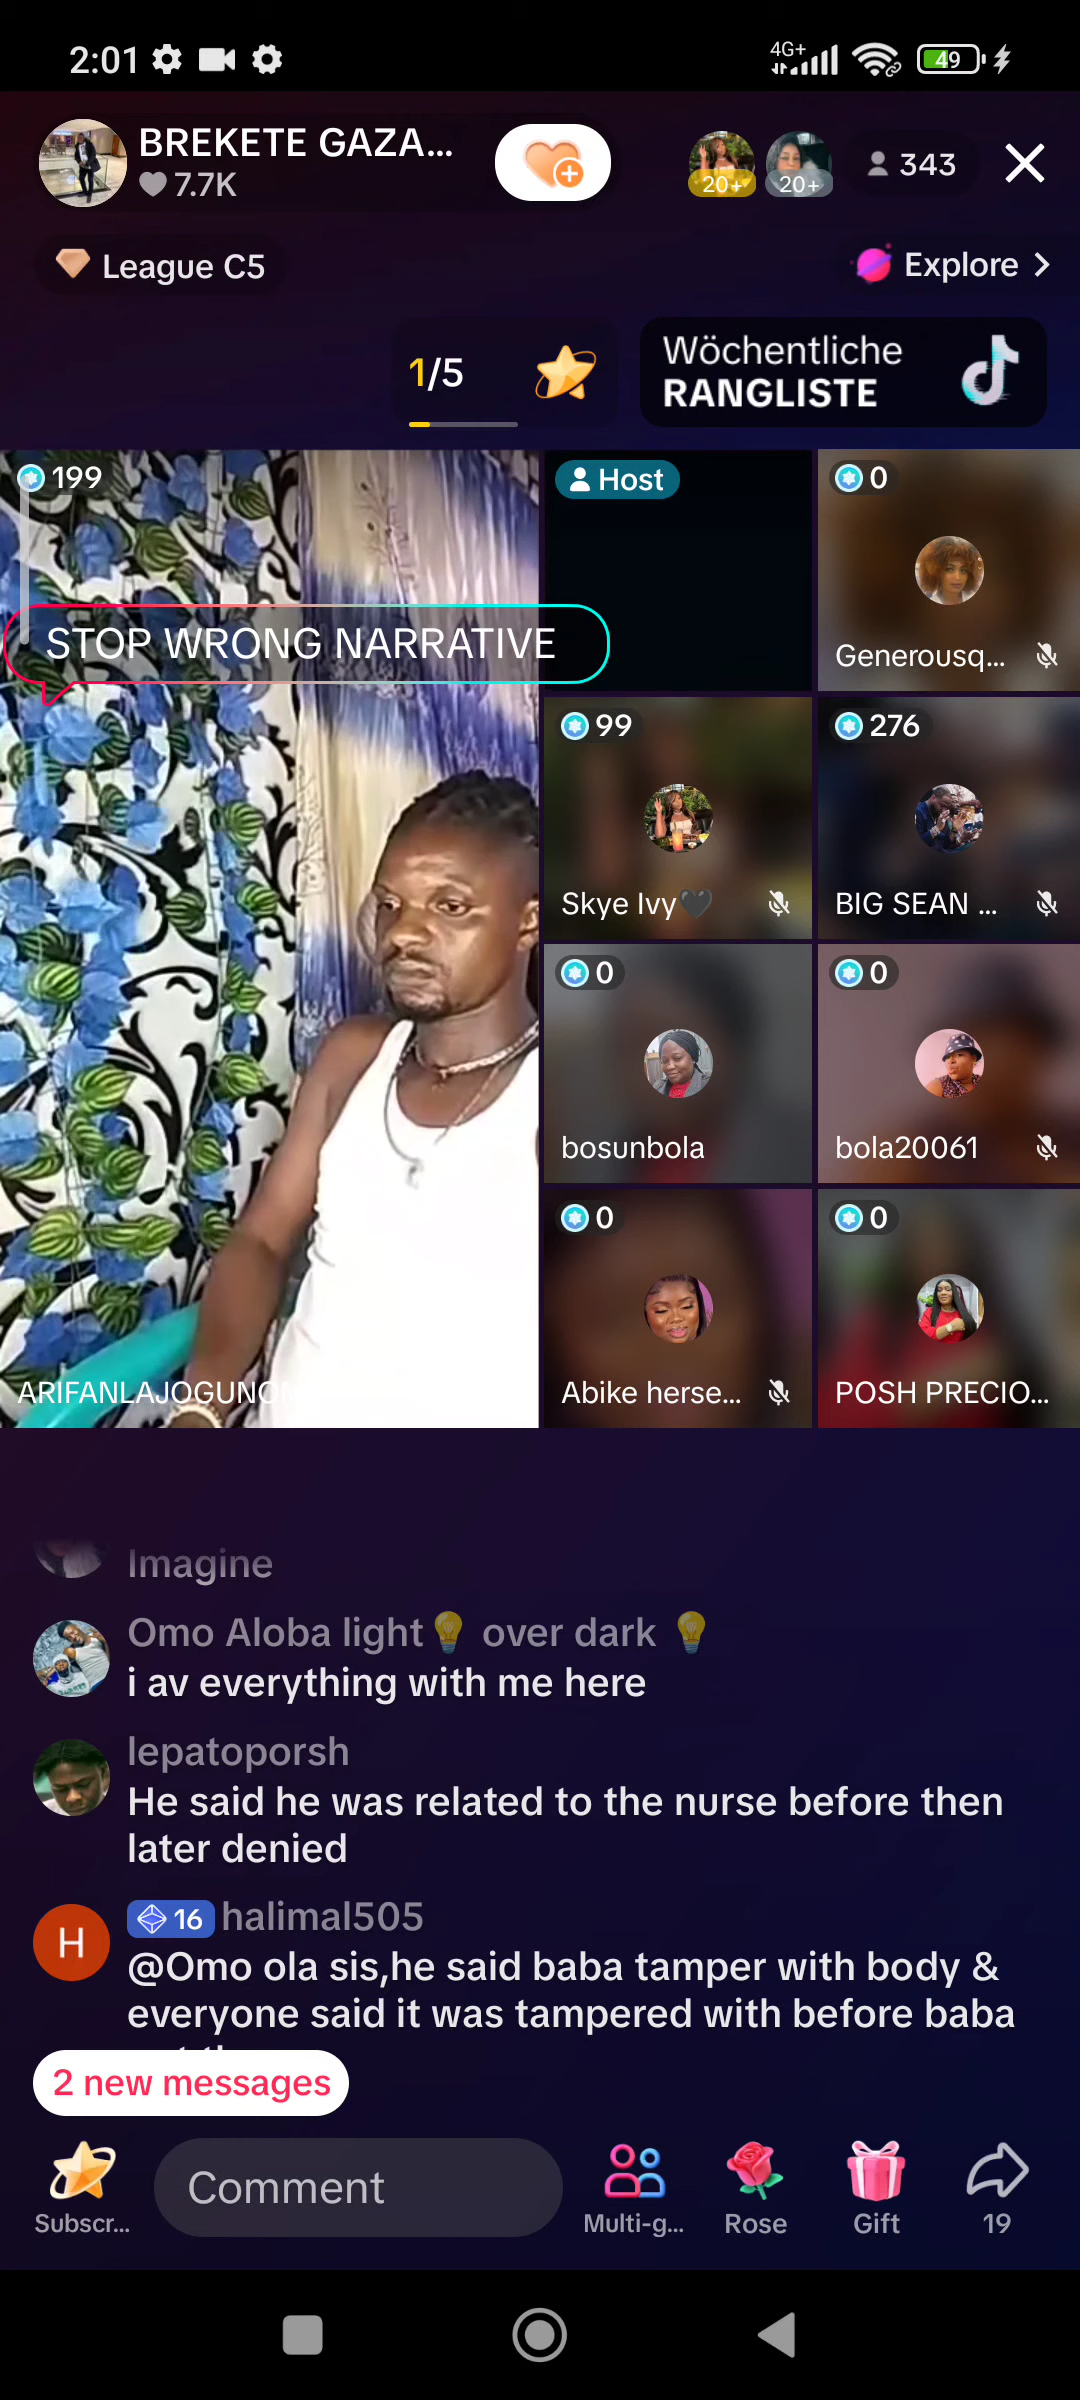 2:01
4G+
49
BREKETE GAZA...
7.7K
20+
20+
343
League C5
Explore
1/5
Wöchentliche
RANGLISTE
199
Host
0
STOP WRONG NARRATIVE
Generousq...
99
276
Skye Ivy🖤
BIG SEAN ...
0
0
bosunbola
bola20061
0
0
ARIFANLAJOGUNO
Abike herse...
POSH PRECIO...
Imagine
Omo Aloba light💡 over dark 💡
i av everything with me here
lepatoporsh
He said he was related to the nurse before then
later denied
H
16 halimal505
@Omo ola sis,he said baba tamper with body &
everyone said it was tampered with before baba
2 new messages
Subscr...
Comment
Multi-g...
Rose
Gift
19